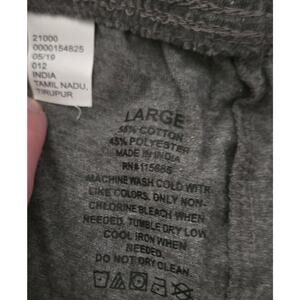 21000
0000154825
05/19
012
INDIA
TAMIL NADU,
TIRUPUR
LARGE
COTTON
45% POLYESTER
MADE IN INDIA
RN#115686
MACHINE WASH COLD WITH
LIKE COLORS. ONLY NON-
CHLORINE BLEACH WHEN
NEEDED. TUMBLE DRY LOW.
COOL IRON WHEN
NEEDED.
DO NOT DRY CLEAN.